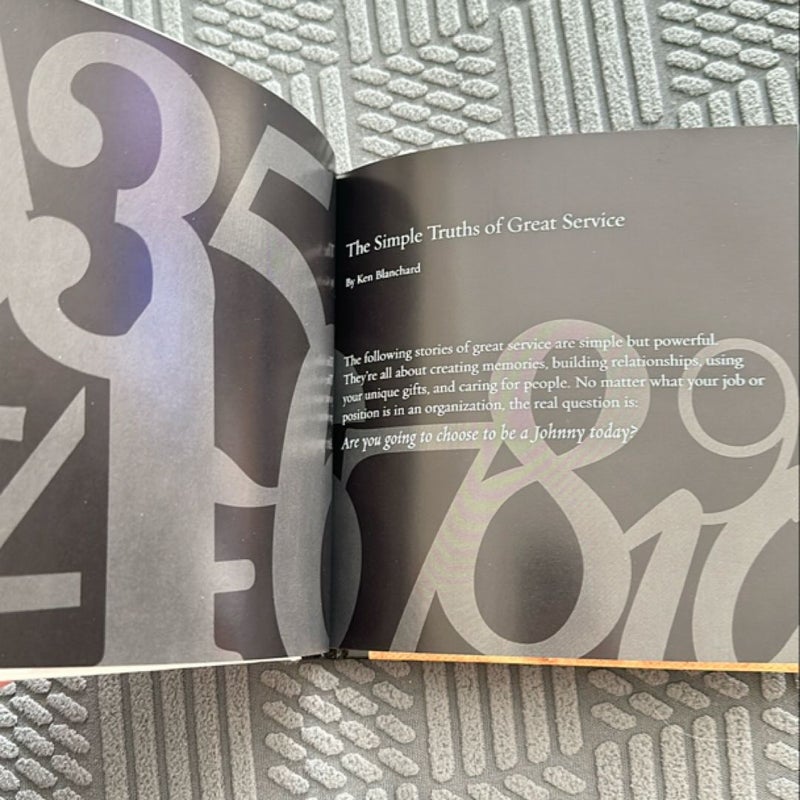 The Simple Truths of Great Service
By Ken Blanchard
The following stories of great service are simple but powerful.
They're all about creating memories, building relationships, using
your unique gifts, and caring for people. No matter what your job or
position is in an organization, the real question is:
Are you going to choose to be a Johnny today?